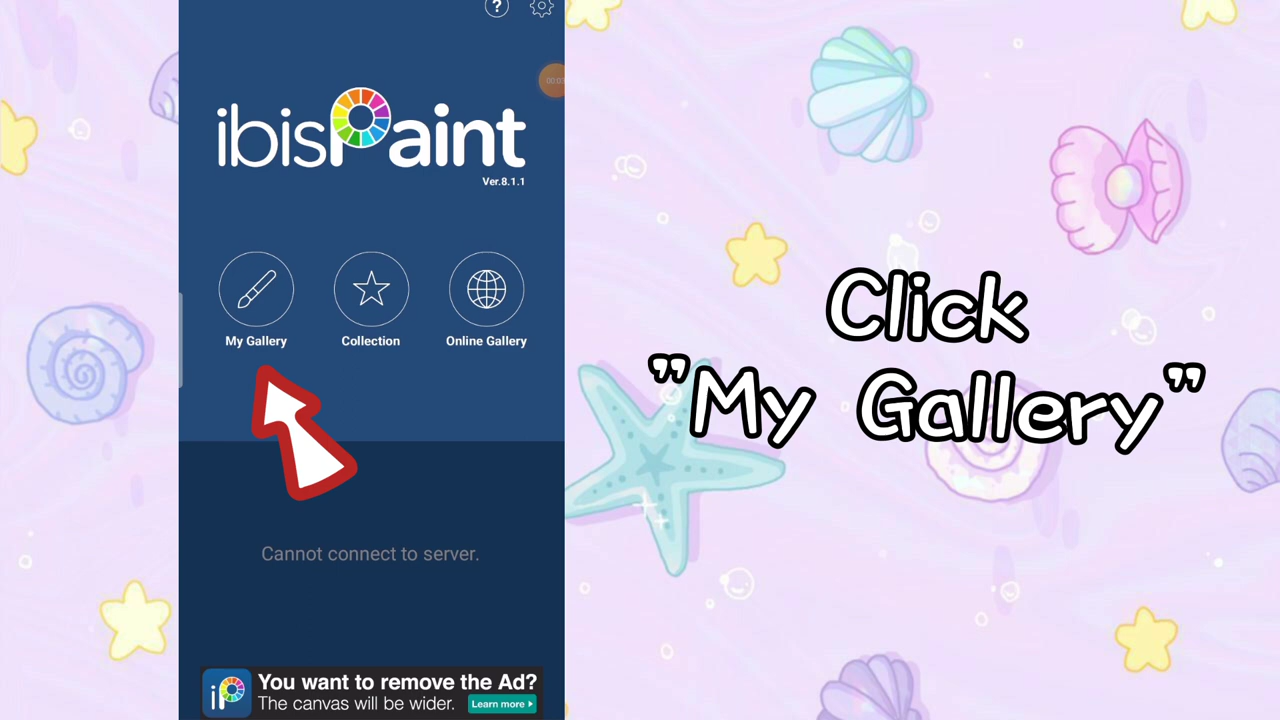 ?
ibisPaint
Ver.8.1.1
My Gallery
Collection
Online Gallery
Click
"My Gallery"
Cannot connect to server.
iP
You want to remove the Ad?
The canvas will be wider.
Learn more